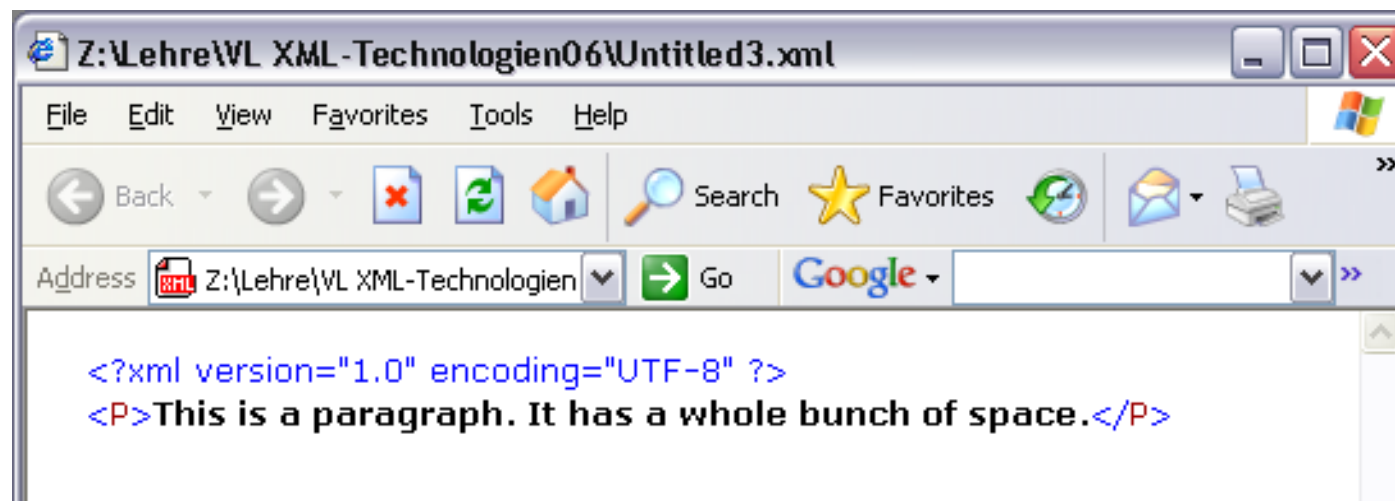 Z:\Lehre\VL XML-Technologien06\Untitled3.xml
File Edit View Favorites Tools Help
Back Search Favorites »
Address XML Z:\Lehre\VL XML-Technologien Go Google »
<?xml version="1.0" encoding="UTF-8" ?>
<P>This is a paragraph. It has a whole bunch of space.</P>